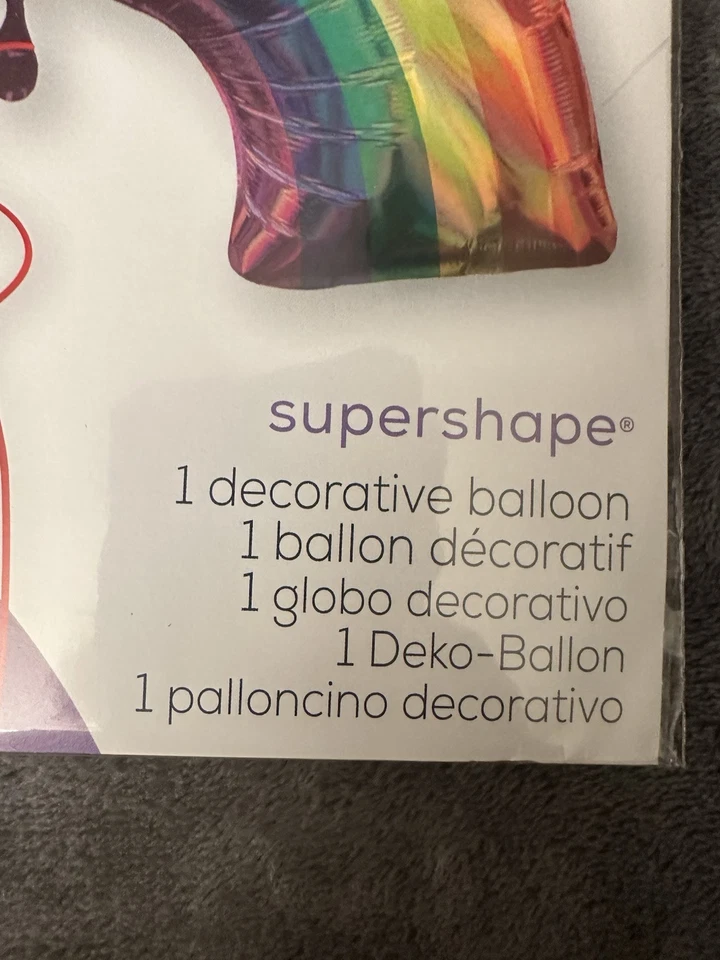 supershape®
1 decorative balloon
1 ballon décoratif
1 globo decorativo
1 Deko-Ballon
1 palloncino decorativo